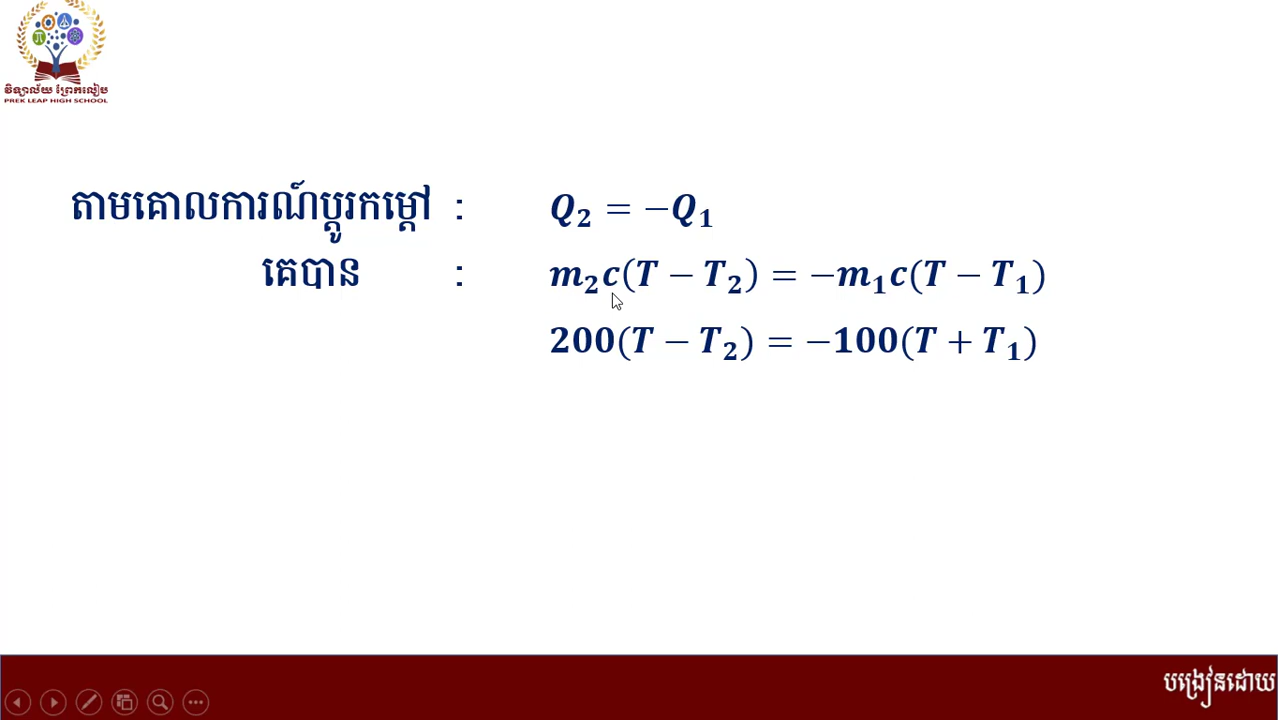 វិទ្យាល័យ ព្រែកលៀប
PREK LEAP HIGH SCHOOL
តាមគោលការណ៍ប្តូរកម្តៅ : Q₂ = −Q₁
គេបាន : m₂c(T − T₂) = −m₁c(T − T₁)
200(T − T₂) = −100(T + T₁)
បង្រៀនដោយ